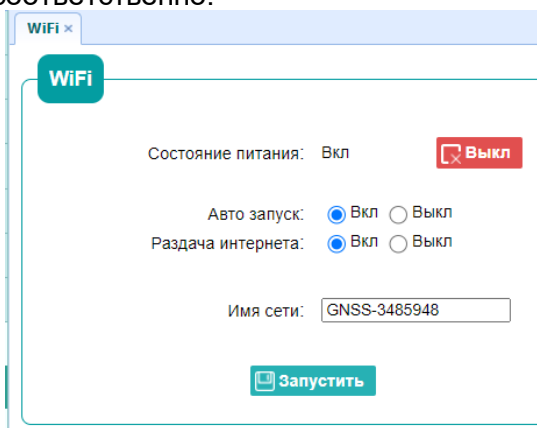 соответственно.
WiFi ×
WiFi
Состояние питания: Вкл Выкл
Авто запуск: Вкл Выкл
Раздача интернета: Вкл Выкл
Имя сети: GNSS-3485948
Запустить